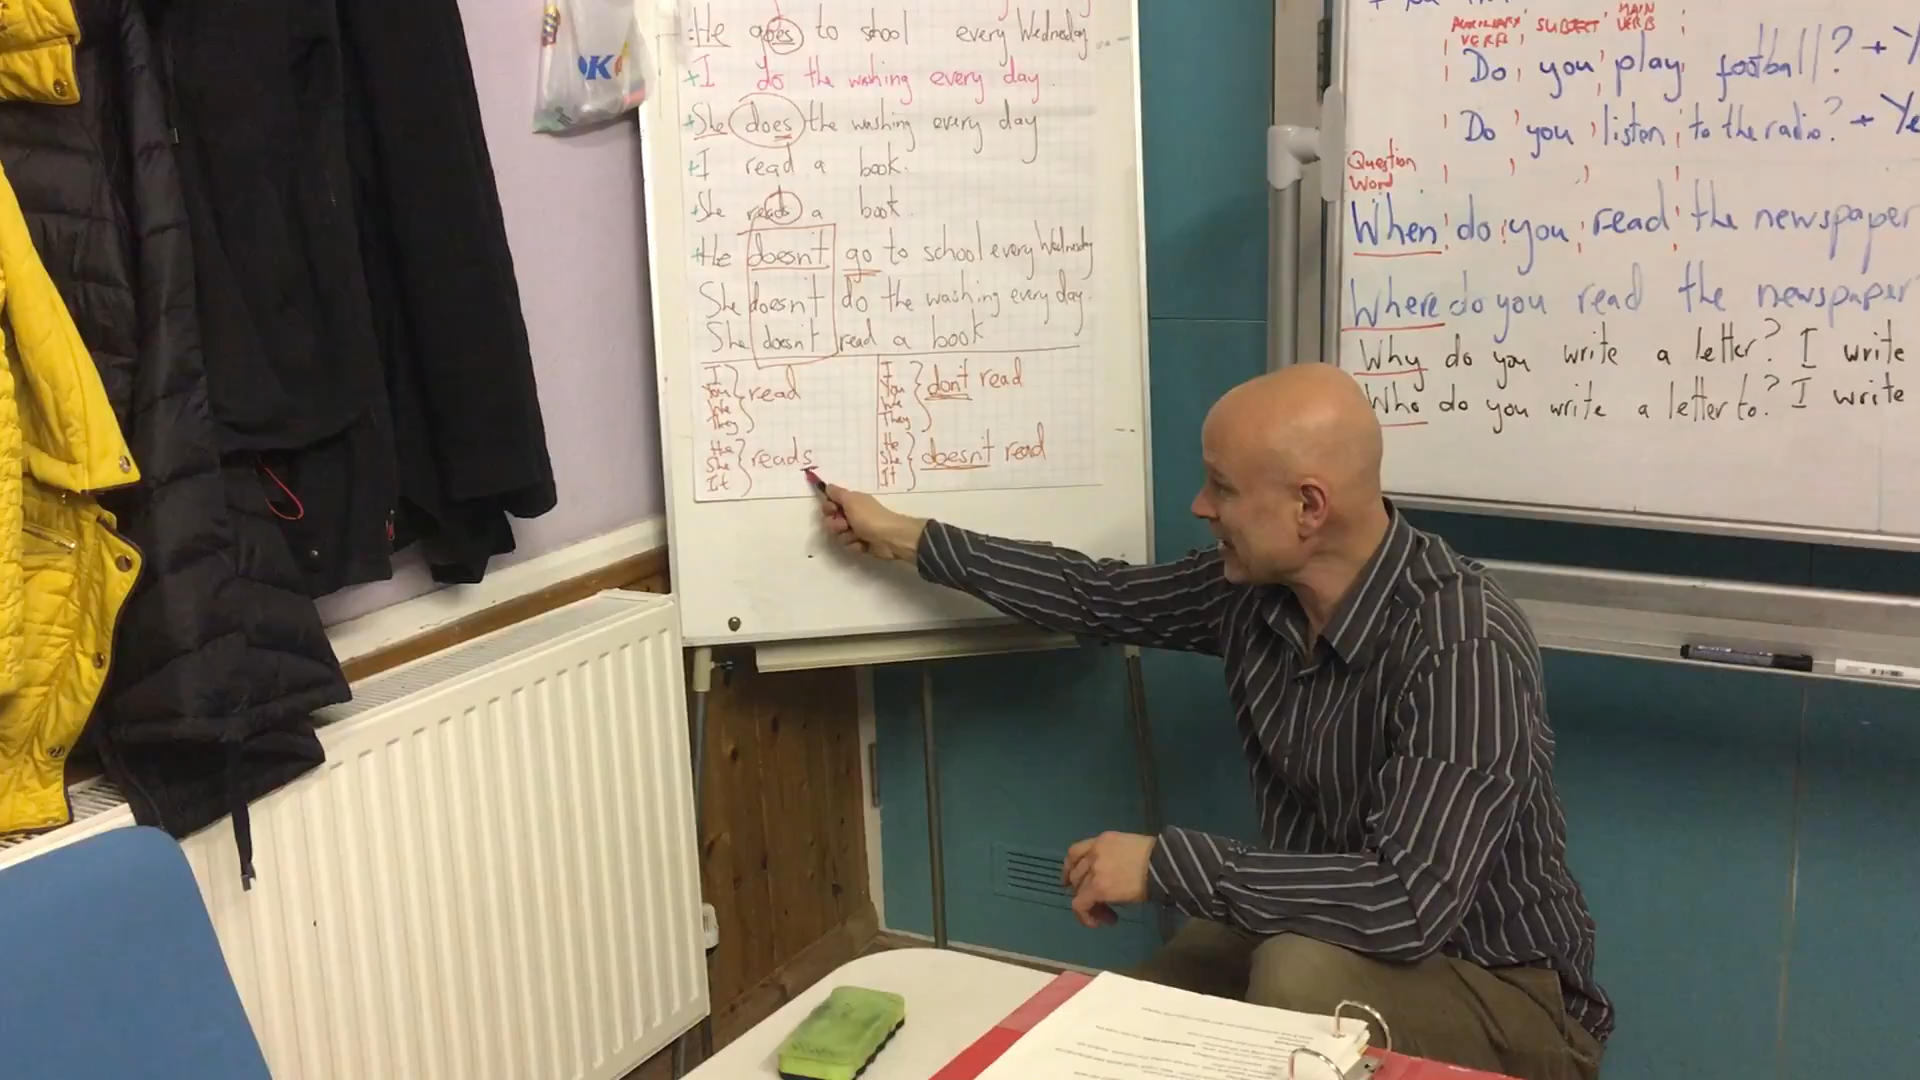 He goes to school every Wednesday
+I do the washing every day.
+She does the washing every day
+I read a book.
+She reads a book.
+He doesn't go to school every Wednesday
She doesn't do the washing every day.
She doesn't read a book
I
You
We
They
read
I
You
We
They
don't read
He
She
It
reads
He
She
It
doesn't read
OK
AUXILIARY VERB SUBJECT MAIN VERB
Do you play football? + Y
Do you listen to the radio? + Ye
Question
Word
When do you read the newspaper
Where do you read the newspaper
Why do you write a letter? I write
Who do you write a letter to? I write